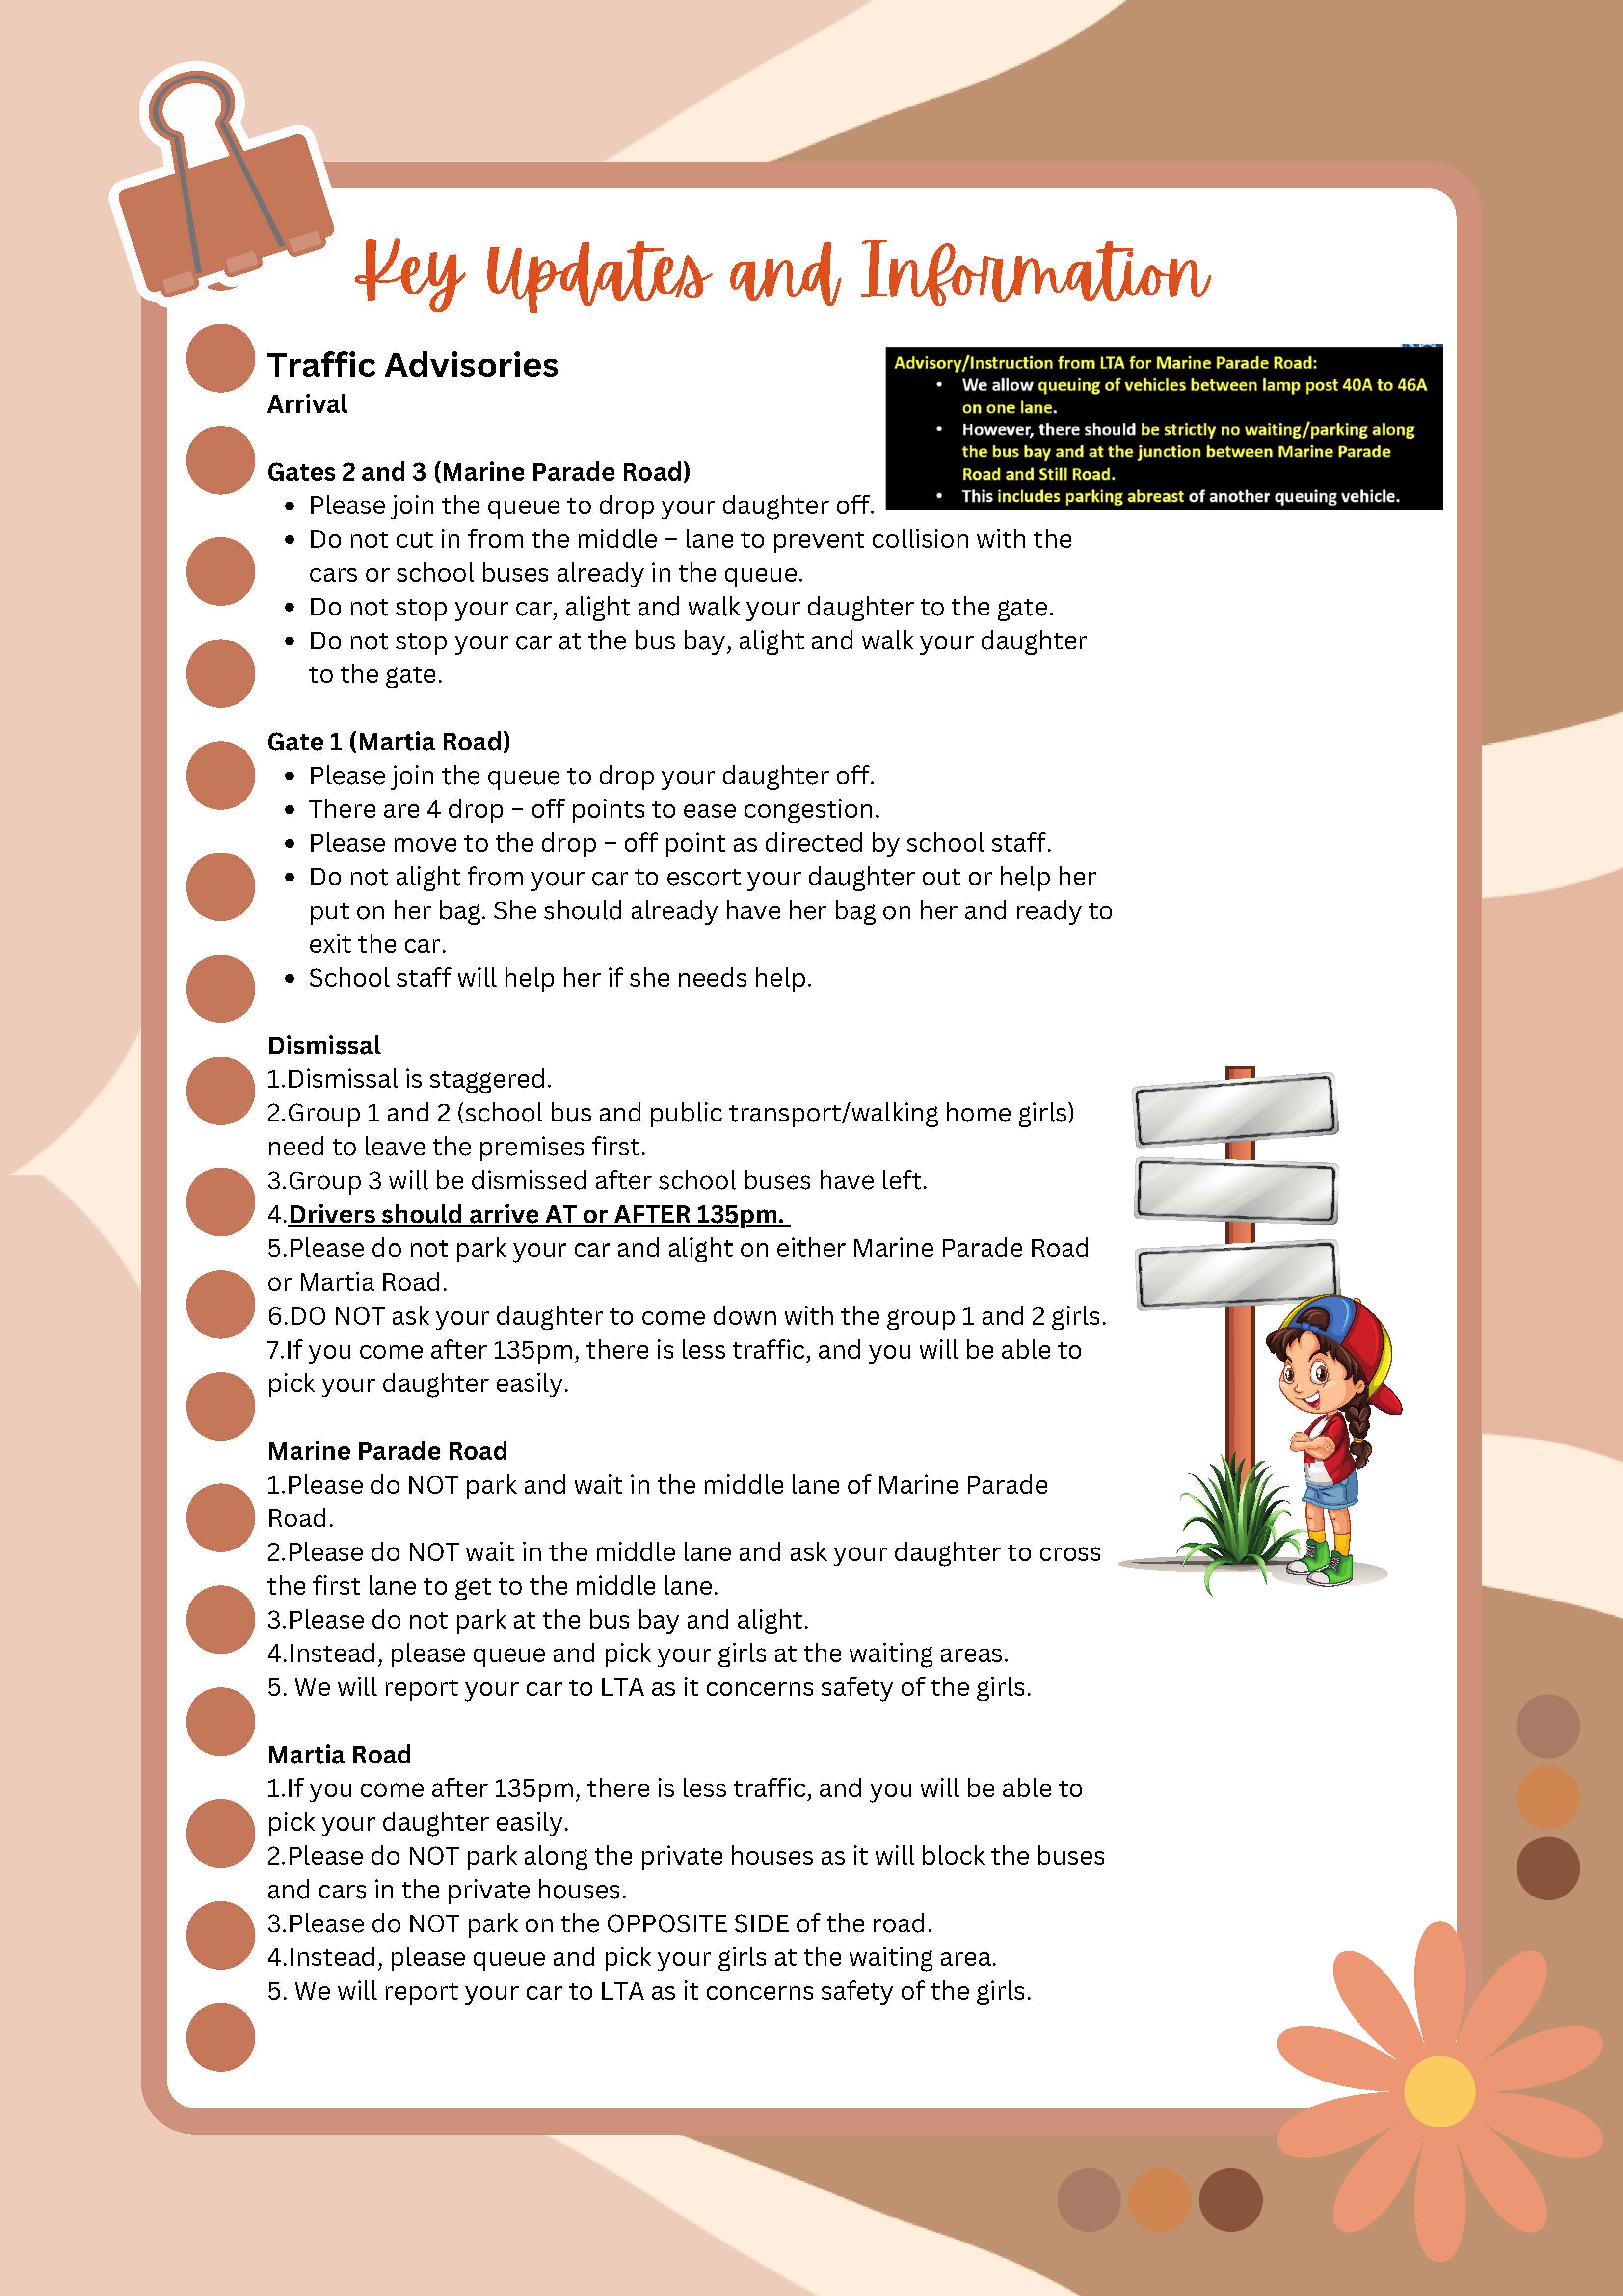 Key Updates and Information
Traffic Advisories
Arrival
Advisory/Instruction from LTA for Marine Parade Road:
• We allow queuing of vehicles between lamp post 40A to 46A
on one lane.
• However, there should be strictly no waiting/parking along
the bus bay and at the junction between Marine Parade
Road and Still Road.
• This includes parking abreast of another queuing vehicle.
Gates 2 and 3 (Marine Parade Road)
• Please join the queue to drop your daughter off.
• Do not cut in from the middle – lane to prevent collision with the
cars or school buses already in the queue.
• Do not stop your car, alight and walk your daughter to the gate.
• Do not stop your car at the bus bay, alight and walk your daughter
to the gate.
Gate 1 (Martia Road)
• Please join the queue to drop your daughter off.
• There are 4 drop – off points to ease congestion.
• Please move to the drop – off point as directed by school staff.
• Do not alight from your car to escort your daughter out or help her
put on her bag. She should already have her bag on her and ready to
exit the car.
• School staff will help her if she needs help.
Dismissal
1.Dismissal is staggered.
2.Group 1 and 2 (school bus and public transport/walking home girls)
need to leave the premises first.
3.Group 3 will be dismissed after school buses have left.
4.Drivers should arrive AT or AFTER 135pm.
5.Please do not park your car and alight on either Marine Parade Road
or Martia Road.
6.DO NOT ask your daughter to come down with the group 1 and 2 girls.
7.If you come after 135pm, there is less traffic, and you will be able to
pick your daughter easily.
Marine Parade Road
1.Please do NOT park and wait in the middle lane of Marine Parade
Road.
2.Please do NOT wait in the middle lane and ask your daughter to cross
the first lane to get to the middle lane.
3.Please do not park at the bus bay and alight.
4.Instead, please queue and pick your girls at the waiting areas.
5. We will report your car to LTA as it concerns safety of the girls.
Martia Road
1.If you come after 135pm, there is less traffic, and you will be able to
pick your daughter easily.
2.Please do NOT park along the private houses as it will block the buses
and cars in the private houses.
3.Please do NOT park on the OPPOSITE SIDE of the road.
4.Instead, please queue and pick your girls at the waiting area.
5. We will report your car to LTA as it concerns safety of the girls.